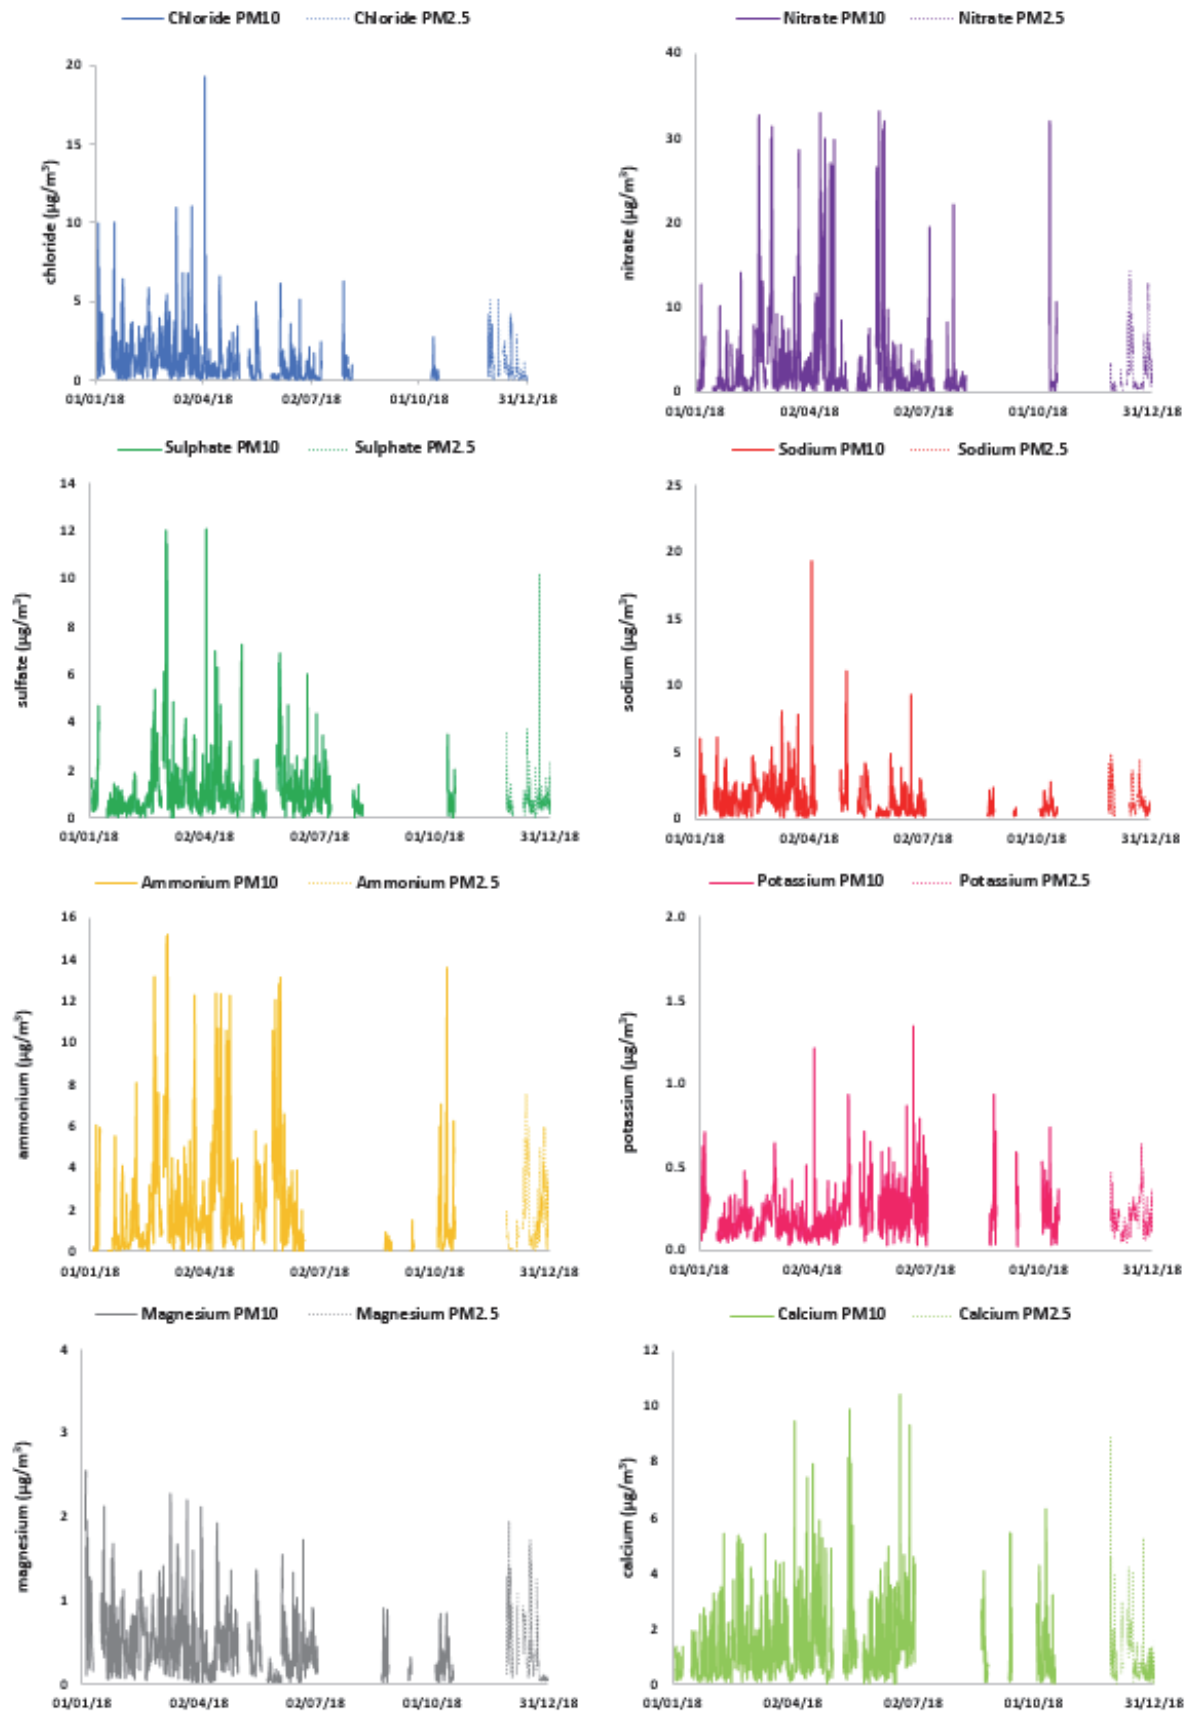 Chloride PM10 Chloride PM2.5
chloride (µg/m³)
20
15
10
5
0
01/01/18 02/04/18 02/07/18 01/10/18 31/12/18
Nitrate PM10 Nitrate PM2.5
nitrate (µg/m³)
40
30
20
10
0
01/01/18 02/04/18 02/07/18 01/10/18 31/12/18
Sulphate PM10 Sulphate PM2.5
sulfate (µg/m³)
14
12
10
8
6
4
2
0
01/01/18 02/04/18 02/07/18 01/10/18 31/12/18
Sodium PM10 Sodium PM2.5
sodium (µg/m³)
25
20
15
10
5
0
01/01/18 02/04/18 02/07/18 01/10/18 31/12/18
Ammonium PM10 Ammonium PM2.5
ammonium (µg/m³)
16
14
12
10
8
6
4
2
0
01/01/18 02/04/18 02/07/18 01/10/18 31/12/18
Potassium PM10 Potassium PM2.5
potassium (µg/m³)
2.0
1.5
1.0
0.5
0.0
01/01/18 02/04/18 02/07/18 01/10/18 31/12/18
Magnesium PM10 Magnesium PM2.5
magnesium (µg/m³)
4
3
2
1
0
01/01/18 02/04/18 02/07/18 01/10/18 31/12/18
Calcium PM10 Calcium PM2.5
calcium (µg/m³)
12
10
8
6
4
2
0
01/01/18 02/04/18 02/07/18 01/10/18 31/12/18